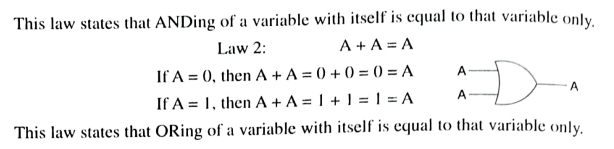 This law states that ANDing of a variable with itself is equal to that variable only.
Law 2: A + A = A
If A = 0, then A + A = 0 + 0 = 0 = A
A
A
If A = 1, then A + A = 1 + 1 = 1 = A
A
This law states that ORing of a variable with itself is equal to that variable only.